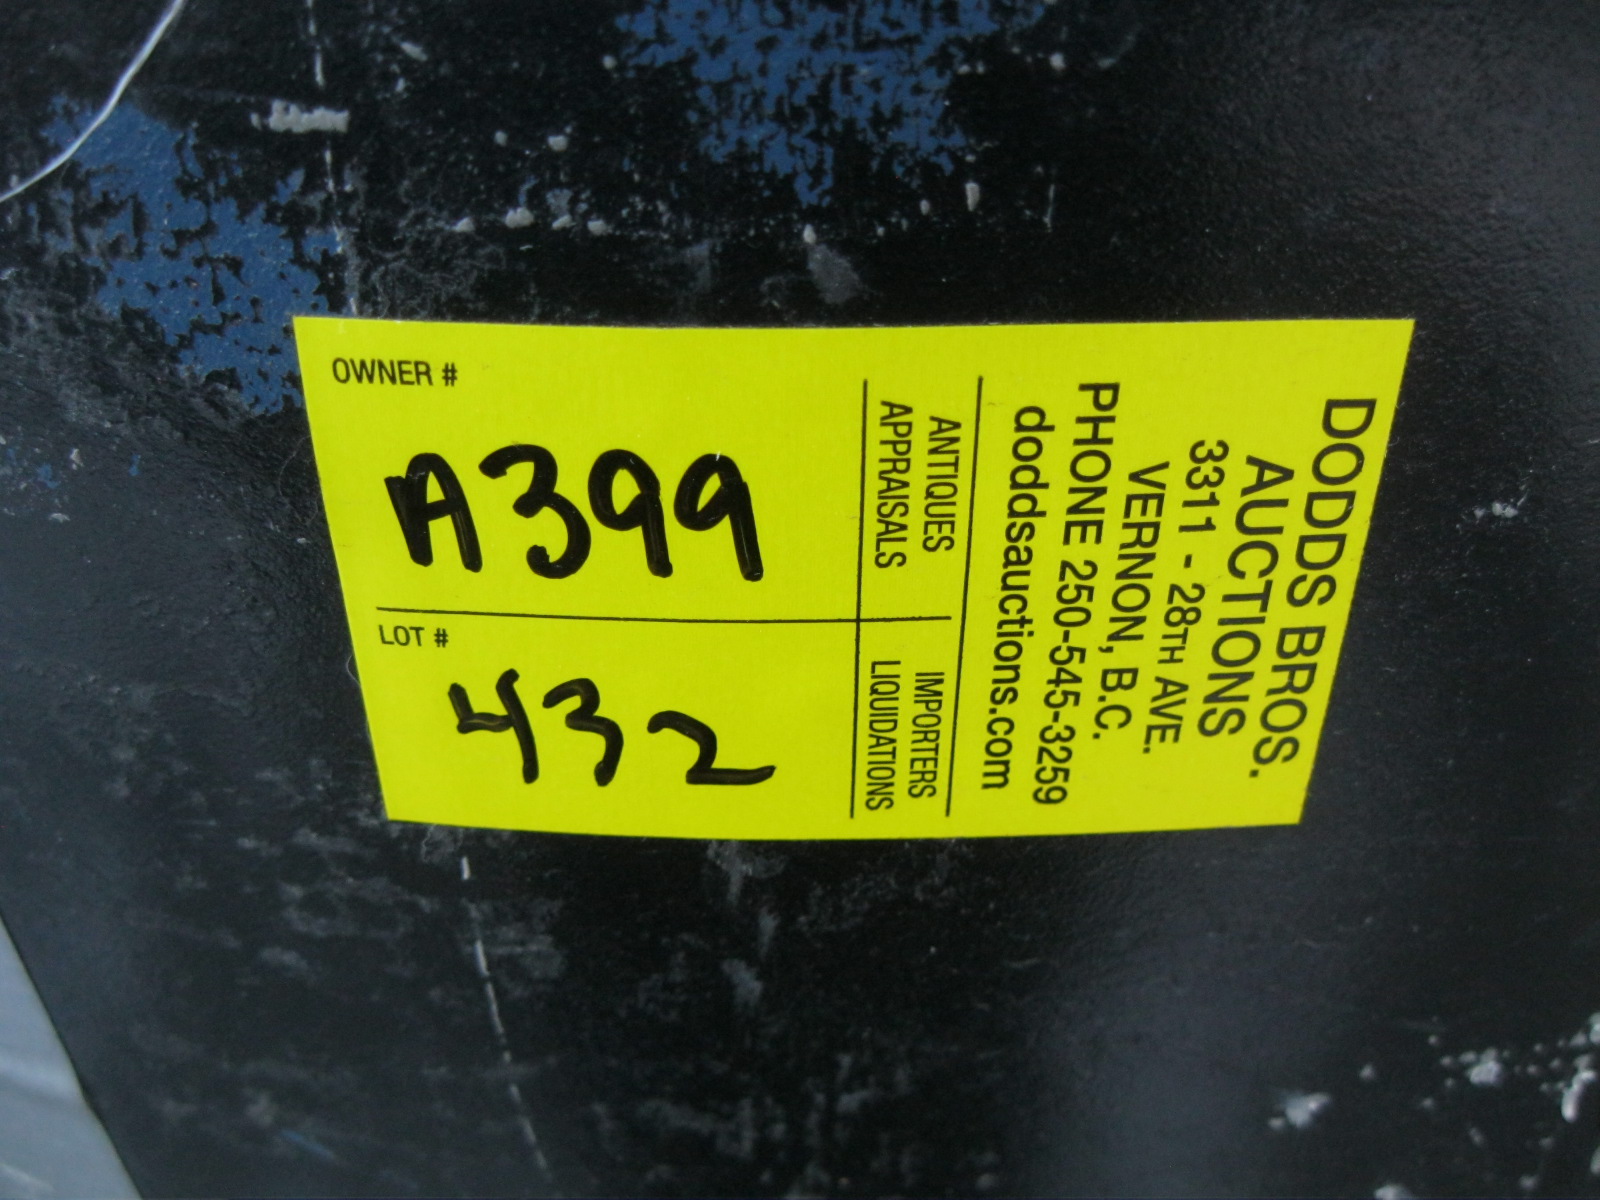 OWNER #
A399
LOT #
432
DODDS BROS.
AUCTIONS
3311 - 28TH AVE.
VERNON, B.C.
PHONE 250-545-3259
doddsauctions.com
ANTIQUES
APPRAISALS
IMPORTERS
LIQUIDATIONS